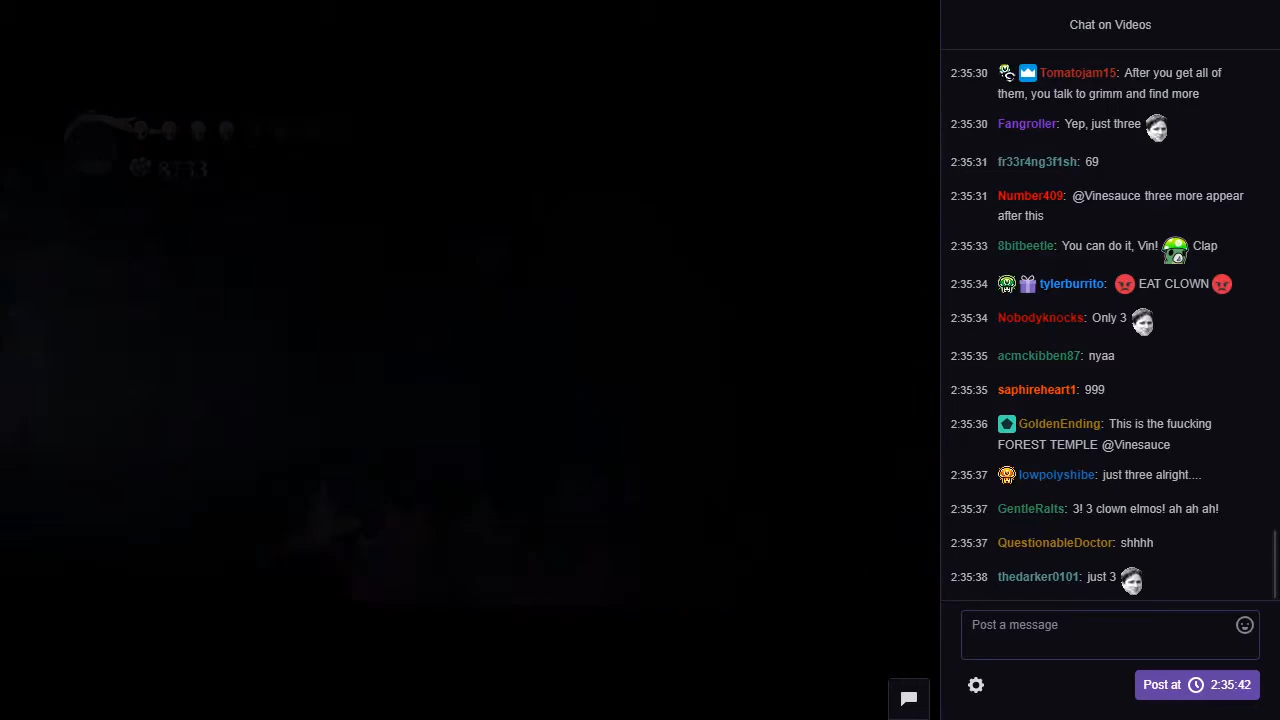 Chat on Videos
8733
2:35:30 Tomatojam15: After you get all of
them, you talk to grimm and find more
2:35:30 Fangroller: Yep, just three
2:35:31 fr33r4ng3f1sh: 69
2:35:31 Number409: @Vinesauce three more appear
after this
2:35:33 8bitbeetle: You can do it, Vin! Clap
2:35:34 tylerburrito: EAT CLOWN
2:35:34 Nobodyknocks: Only 3
2:35:35 acmckibben87: nyaa
2:35:35 saphireheart1: 999
2:35:36 GoldenEnding: This is the fuucking
FOREST TEMPLE @Vinesauce
2:35:37 lowpolyshibe: just three alright....
2:35:37 GentleRalts: 3! 3 clown elmos! ah ah ah!
2:35:37 QuestionableDoctor: shhhh
2:35:38 thedarker0101: just 3
Post a message
Post at 2:35:42